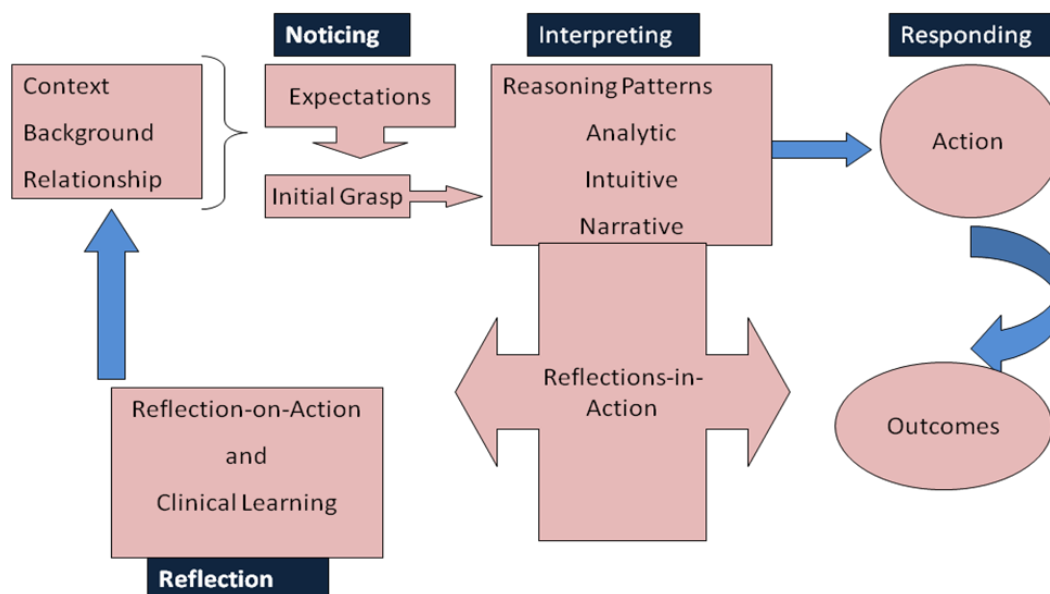 Noticing
Interpreting
Responding
Context
Background
Relationship
Expectations
Initial Grasp
Reasoning Patterns
Analytic
Intuitive
Narrative
Action
Reflections-in-
Action
Outcomes
Reflection-on-Action
and
Clinical Learning
Reflection